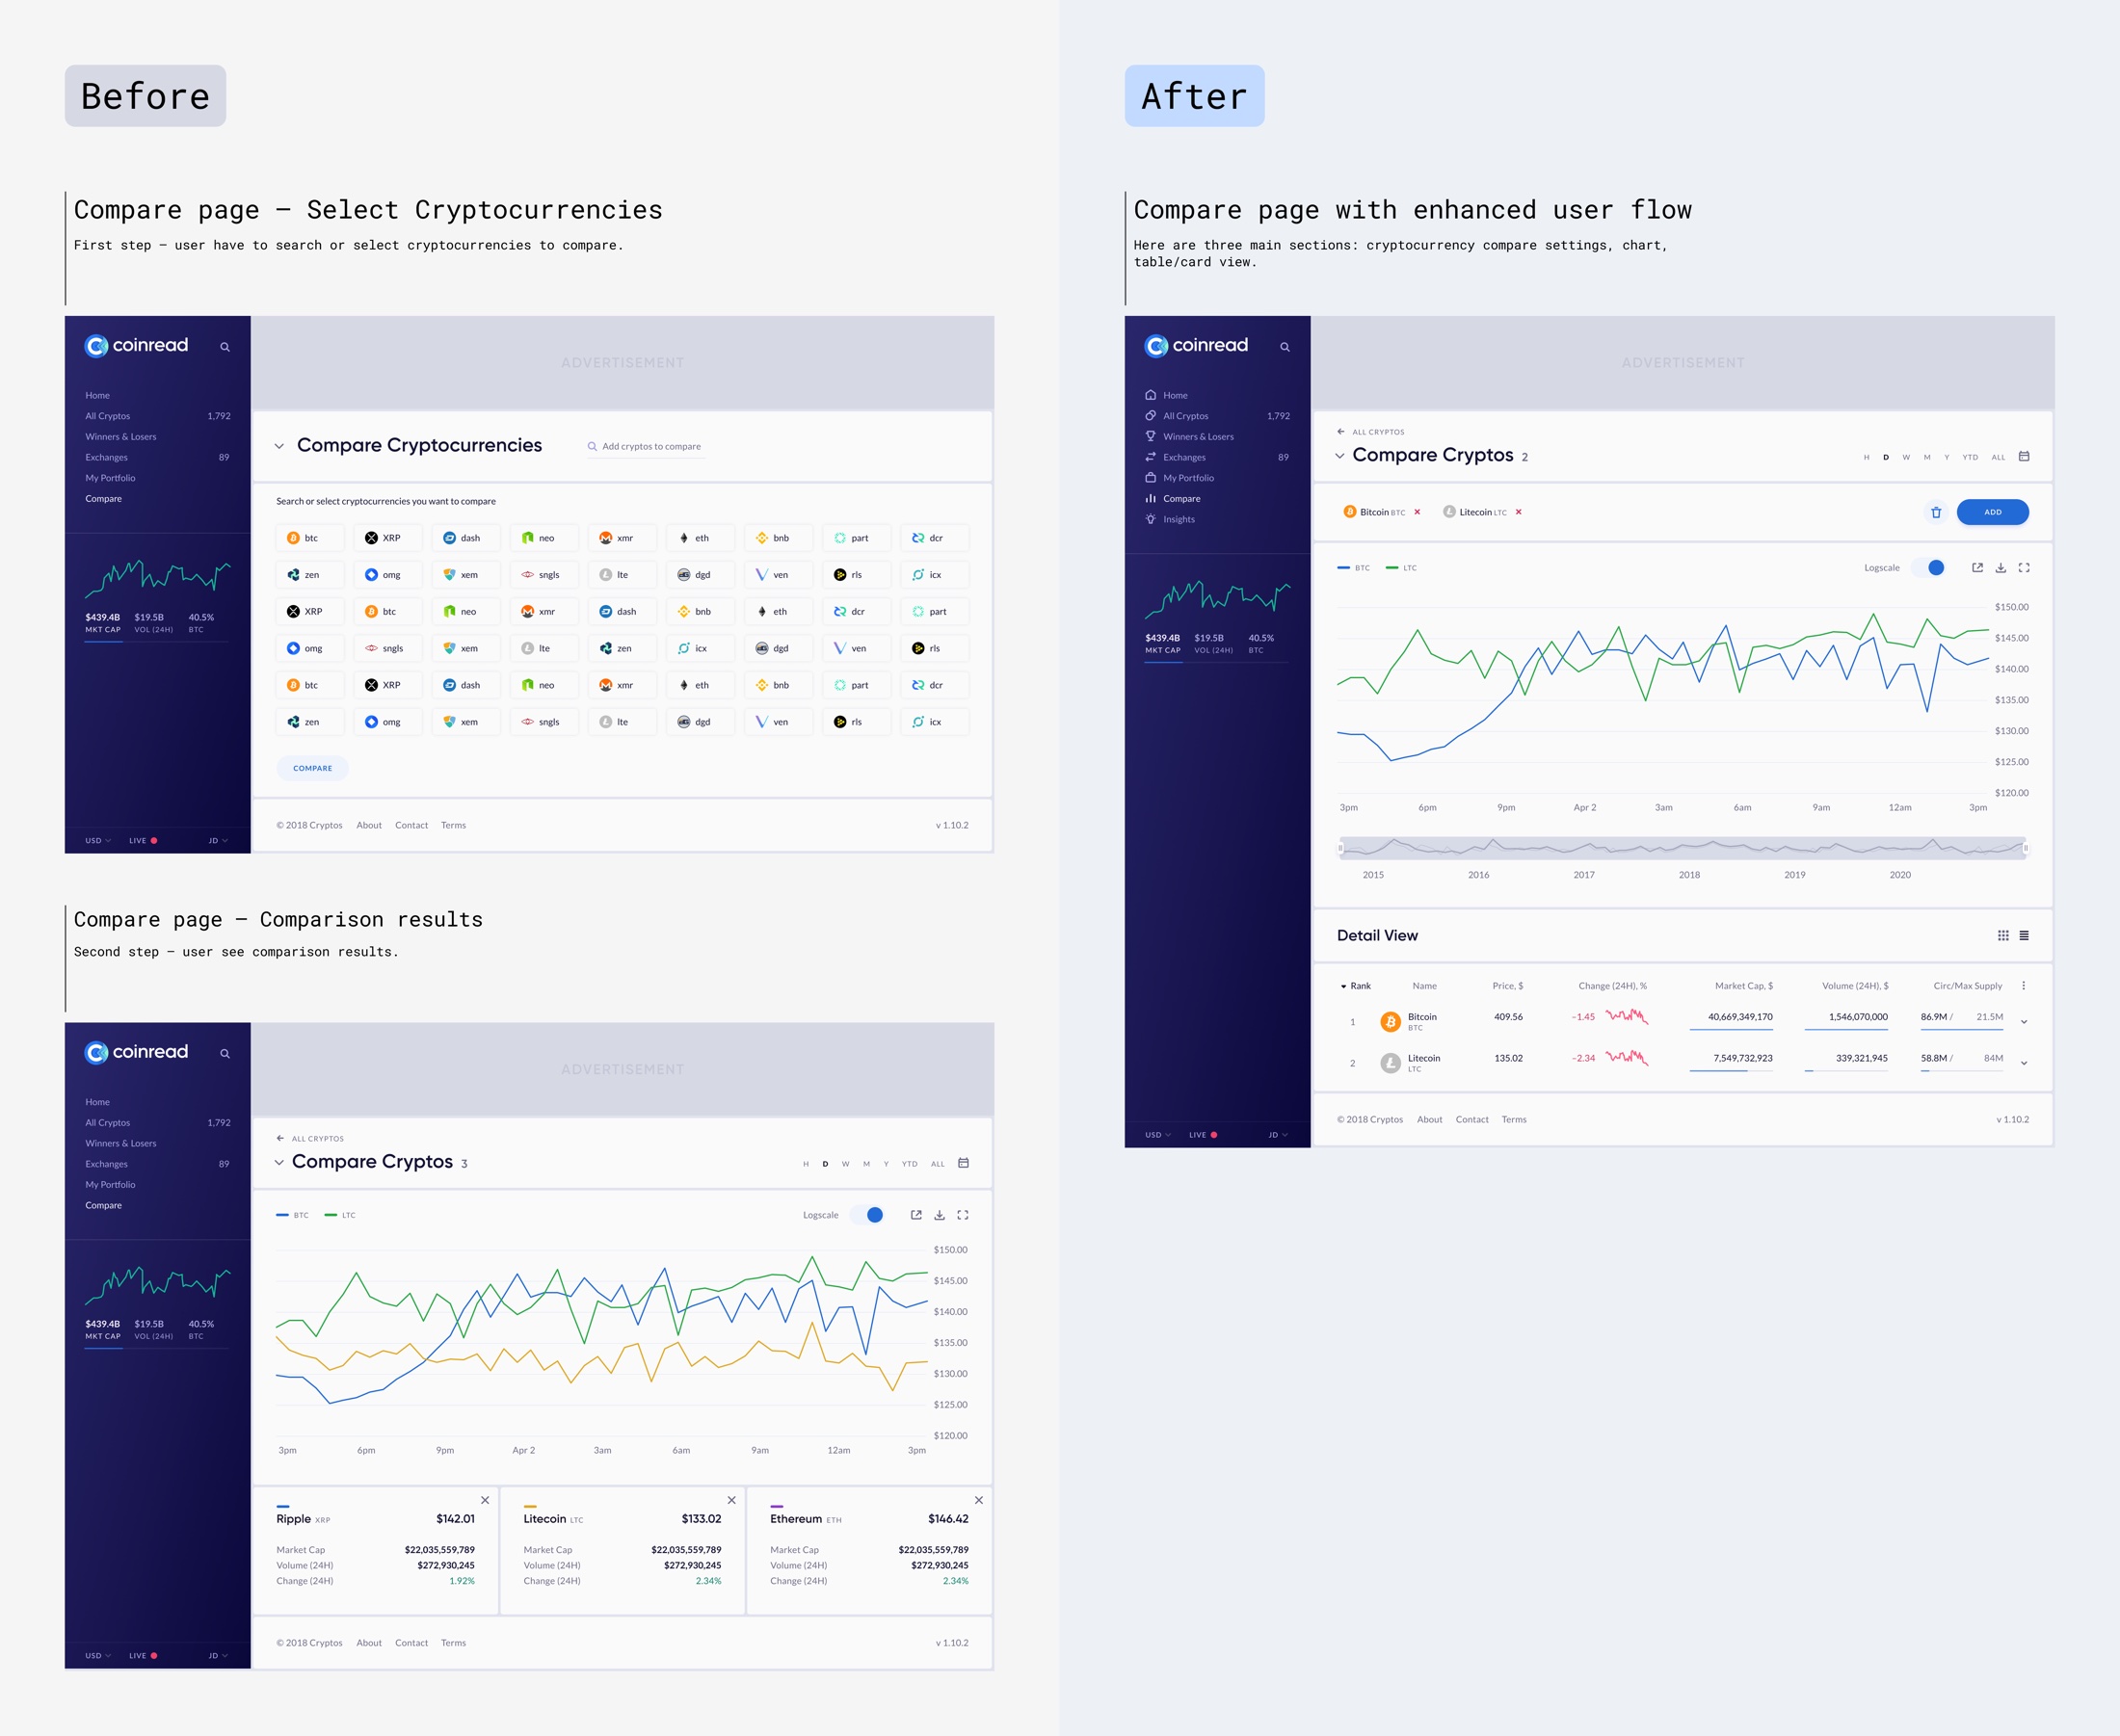 Before
Compare page – Select Cryptocurrencies
First step – user have to search or select cryptocurrencies to compare.
coinread
Home
All Cryptos 1,792
Winners & Losers
Exchanges 89
My Portfolio
Compare
$439.4B $19.5B 40.5%
MKT CAP VOL (24H) BTC
USD LIVE JD
ADVERTISEMENT
Compare Cryptocurrencies Add cryptos to compare
Search or select cryptocurrencies you want to compare
btc XRP dash neo xmr eth bnb part dcr
zen omg xem sngls lte dgd ven rls icx
XRP btc neo xmr dash bnb eth dcr part
omg sngls xem lte zen icx dgd ven rls
btc XRP dash neo xmr eth bnb part dcr
zen omg xem sngls lte dgd ven rls icx
COMPARE
© 2018 Cryptos About Contact Terms v 1.10.2
Compare page – Comparison results
Second step – user see comparison results.
coinread
Home
All Cryptos 1,792
Winners & Losers
Exchanges 89
My Portfolio
Compare
$439.4B $19.5B 40.5%
MKT CAP VOL (24H) BTC
USD LIVE JD
ADVERTISEMENT
ALL CRYPTOS
Compare Cryptos 3 H D W M Y YTD ALL
BTC LTC Logscale
$150.00
$145.00
$140.00
$135.00
$130.00
$125.00
$120.00
3pm 6pm 9pm Apr 2 3am 6am 9am 12am 3pm
Ripple XRP $142.01
Market Cap $22,035,559,789
Volume (24H) $272,930,245
Change (24H) 1.92%
Litecoin LTC $133.02
Market Cap $22,035,559,789
Volume (24H) $272,930,245
Change (24H) 2.34%
Ethereum ETH $146.42
Market Cap $22,035,559,789
Volume (24H) $272,930,245
Change (24H) 2.34%
© 2018 Cryptos About Contact Terms v 1.10.2
After
Compare page with enhanced user flow
Here are three main sections: cryptocurrency compare settings, chart,
table/card view.
coinread
Home
All Cryptos 1,792
Winners & Losers
Exchanges 89
My Portfolio
Compare
Insights
$439.4B $19.5B 40.5%
MKT CAP VOL (24H) BTC
USD LIVE JD
ADVERTISEMENT
ALL CRYPTOS
Compare Cryptos 2 H D W M Y YTD ALL
Bitcoin BTC Litecoin LTC ADD
BTC LTC Logscale
$150.00
$145.00
$140.00
$135.00
$130.00
$125.00
$120.00
3pm 6pm 9pm Apr 2 3am 6am 9am 12am 3pm
2015 2016 2017 2018 2019 2020
Detail View
Rank Name Price, $ Change (24H), % Market Cap, $ Volume (24H), $ Circ/Max Supply
1 Bitcoin 409.56 –1.45 40,669,349,170 1,546,070,000 86.9M / 21.5M
BTC
2 Litecoin 135.02 –2.34 7,549,732,923 339,321,945 58.8M / 84M
LTC
© 2018 Cryptos About Contact Terms v 1.10.2